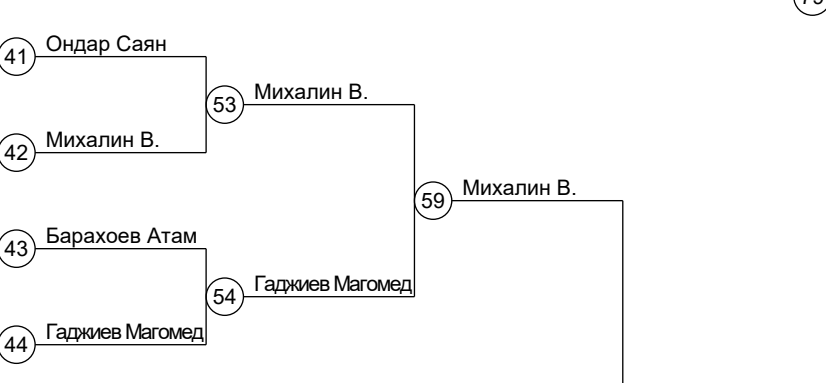 41 Ондар Саян
53 Михалин В.
42 Михалин В.
59 Михалин В.
43 Барахоев Атам
54 Гаджиев Магомед
44 Гаджиев Магомед